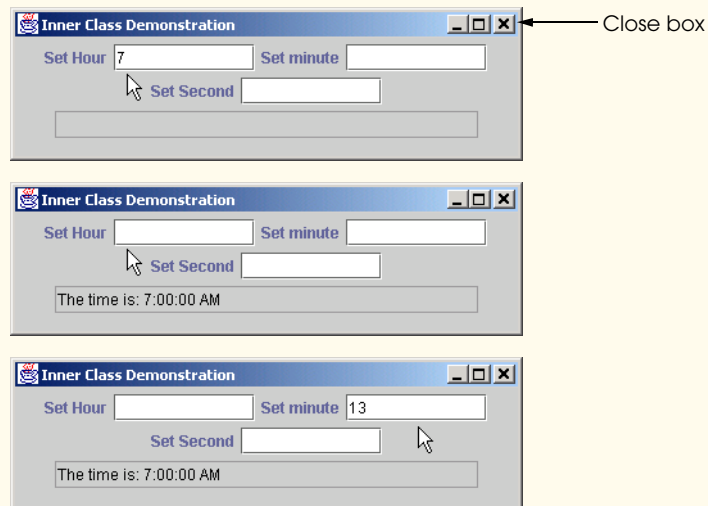 Inner Class Demonstration
Close box
Set Hour 7 Set minute
Set Second
Inner Class Demonstration
Set Hour Set minute
Set Second
The time is: 7:00:00 AM
Inner Class Demonstration
Set Hour Set minute 13
Set Second
The time is: 7:00:00 AM